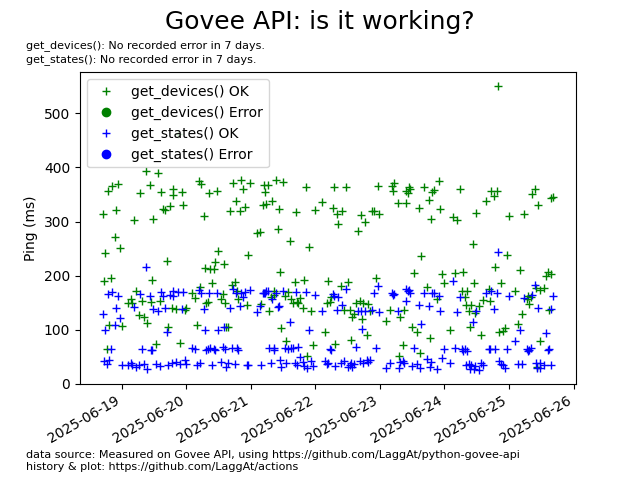 Govee API: is it working?
get_devices(): No recorded error in 7 days.
get_states(): No recorded error in 7 days.
get_devices() OK
get_devices() Error
get_states() OK
get_states() Error
Ping (ms)
500
400
300
200
100
0
2025-06-19
2025-06-20
2025-06-21
2025-06-22
2025-06-23
2025-06-24
2025-06-25
2025-06-26
data source: Measured on Govee API, using https://github.com/LaggAt/python-govee-api
history & plot: https://github.com/LaggAt/actions